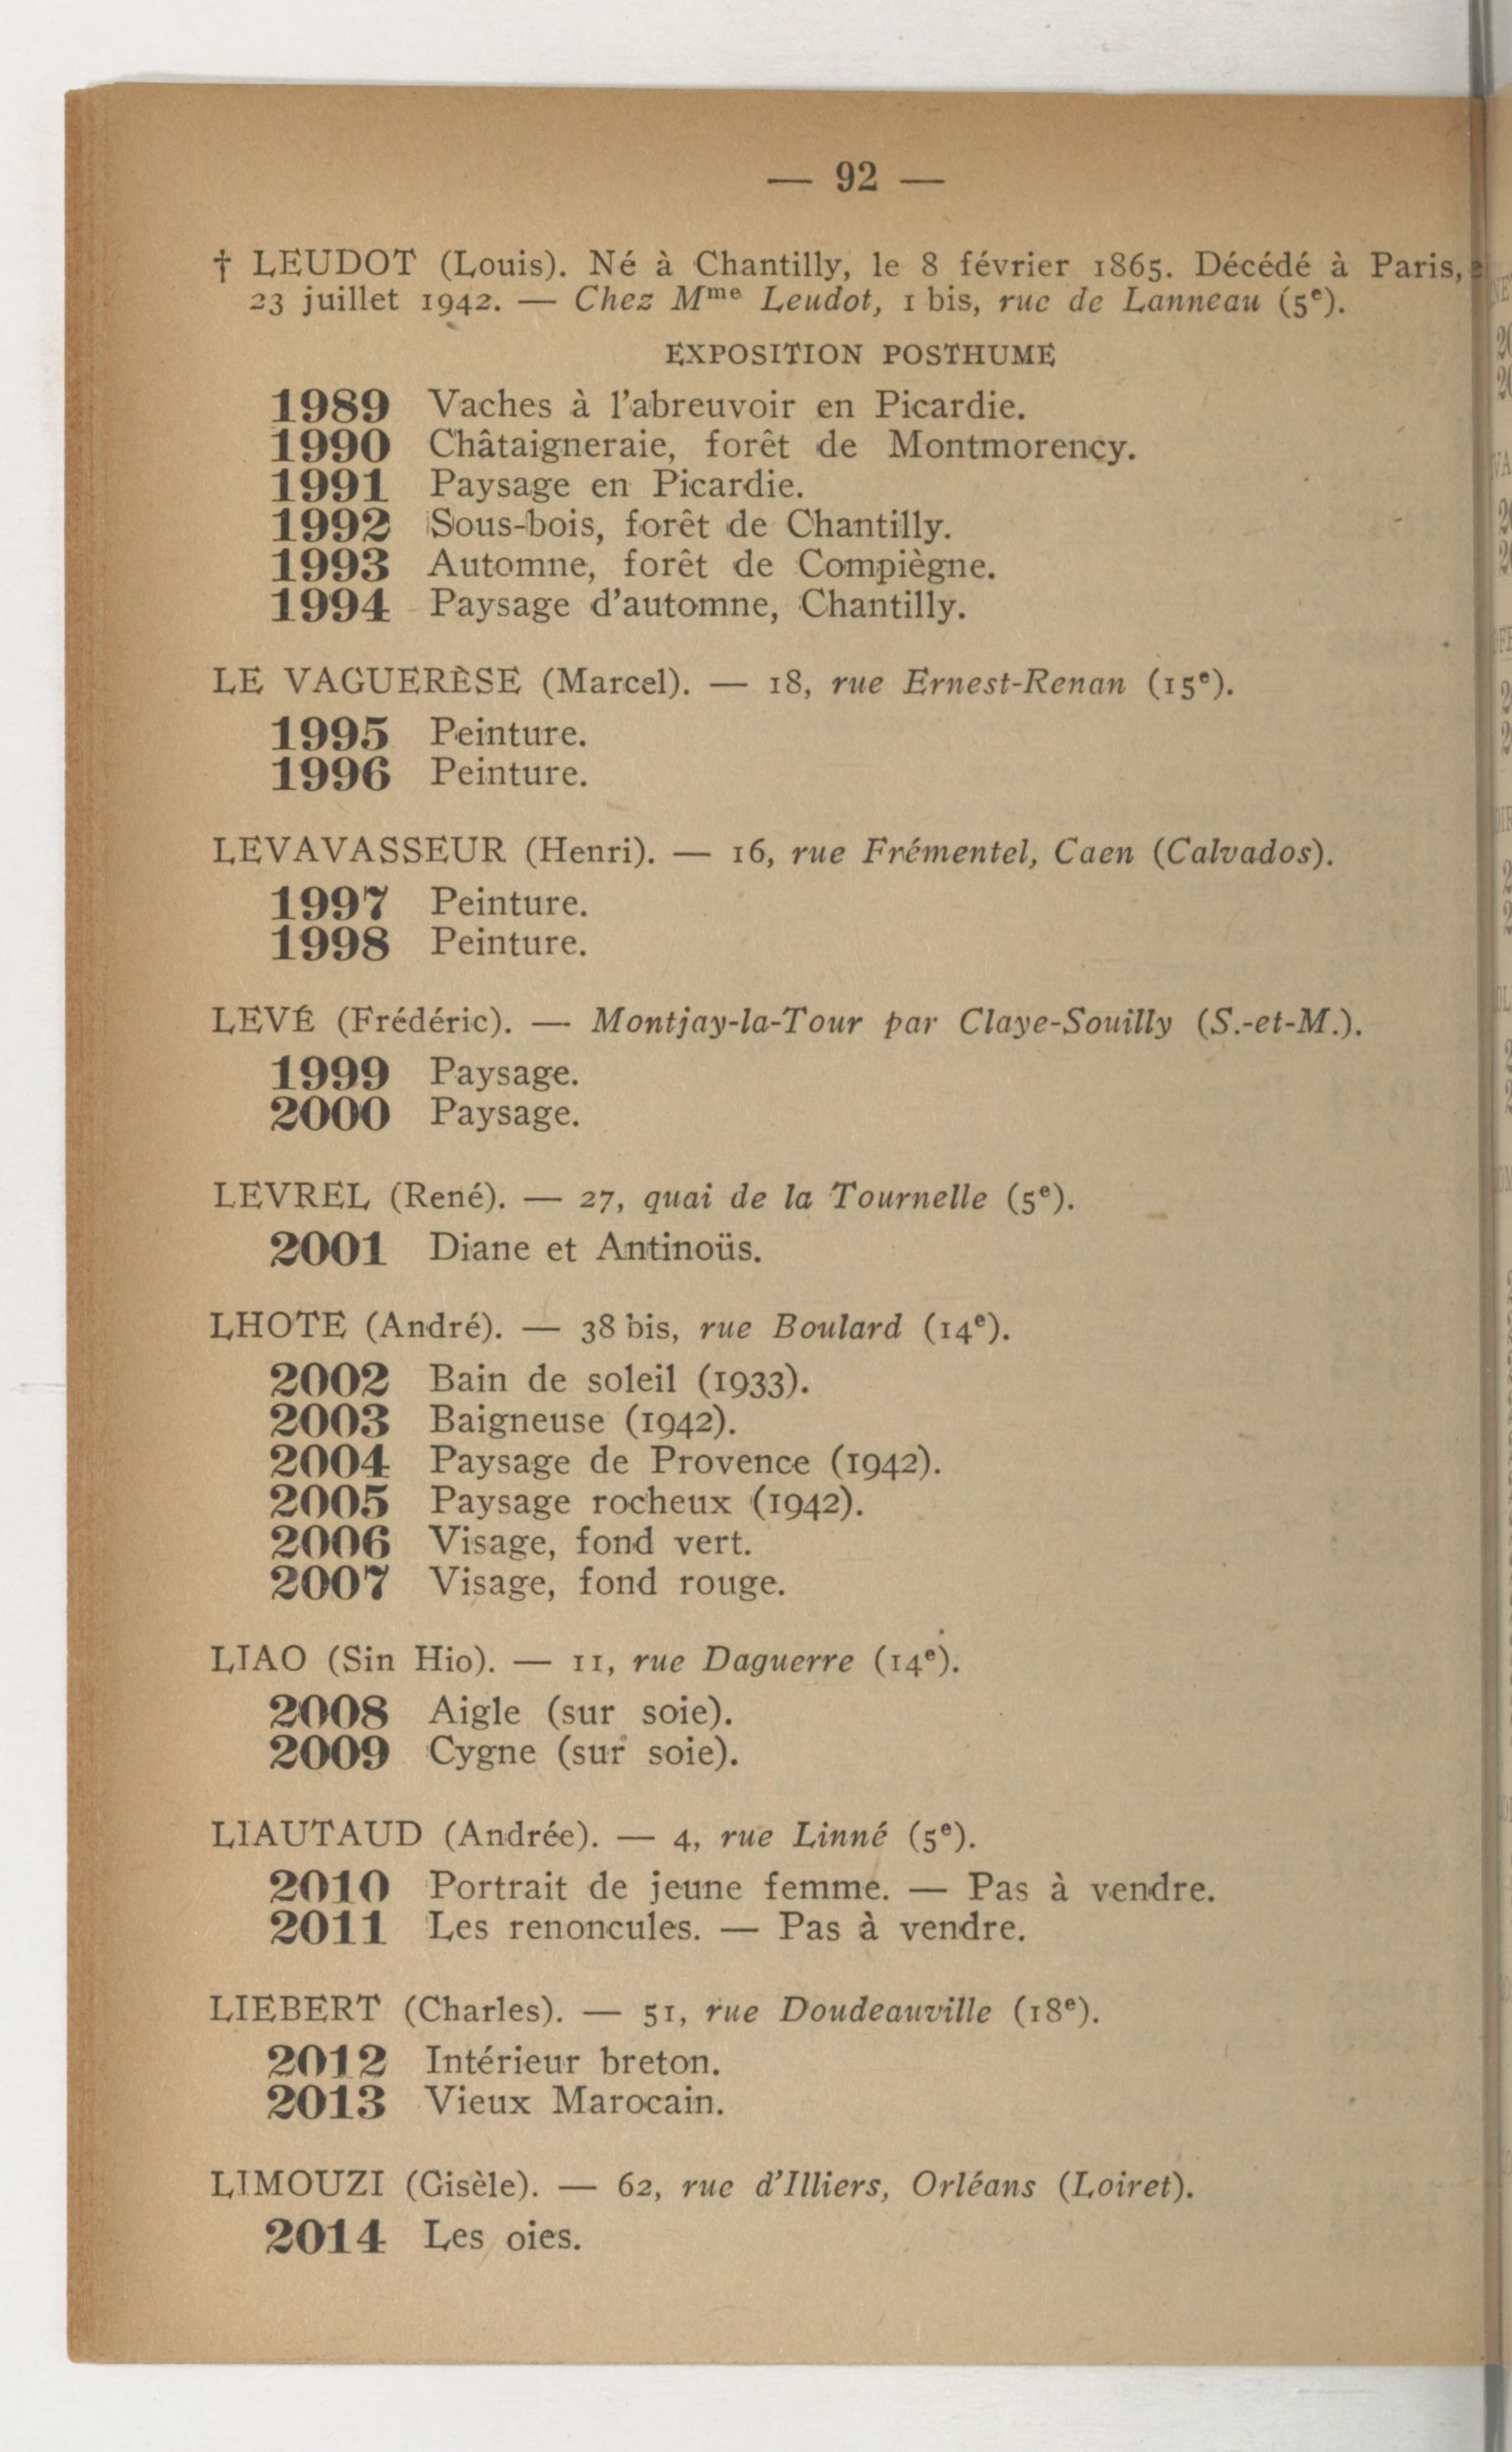 — 92 —
† LEUDOT (Louis). Né à Chantilly, le 8 février 1865. Décédé à Paris,
23 juillet 1942. — Chez Mme Leudot, 1 bis, rue de Lanneau (5e).
EXPOSITION POSTHUME
1989 Vaches à l'abreuvoir en Picardie.
1990 Châtaigneraie, forêt de Montmorency.
1991 Paysage en Picardie.
1992 Sous-bois, forêt de Chantilly.
1993 Automne, forêt de Compiègne.
1994 Paysage d'automne, Chantilly.
LE VAGUERÈSE (Marcel). — 18, rue Ernest-Renan (15e).
1995 Peinture.
1996 Peinture.
LEVAVASSEUR (Henri). — 16, rue Frémentel, Caen (Calvados).
1997 Peinture.
1998 Peinture.
LEVÉ (Frédéric). — Montjay-la-Tour par Claye-Souilly (S.-et-M.).
1999 Paysage.
2000 Paysage.
LEVREL (René). — 27, quai de la Tournelle (5e).
2001 Diane et Antinoüs.
LHOTE (André). — 38 bis, rue Boulard (14e).
2002 Bain de soleil (1933).
2003 Baigneuse (1942).
2004 Paysage de Provence (1942).
2005 Paysage rocheux (1942).
2006 Visage, fond vert.
2007 Visage, fond rouge.
LIAO (Sin Hio). — 11, rue Daguerre (14e).
2008 Aigle (sur soie).
2009 Cygne (sur soie).
LIAUTAUD (Andrée). — 4, rue Linné (5e).
2010 Portrait de jeune femme. — Pas à vendre.
2011 Les renoncules. — Pas à vendre.
LIEBERT (Charles). — 51, rue Doudeauville (18e).
2012 Intérieur breton.
2013 Vieux Marocain.
LIMOUZI (Gisèle). — 62, rue d'Illiers, Orléans (Loiret).
2014 Les oies.